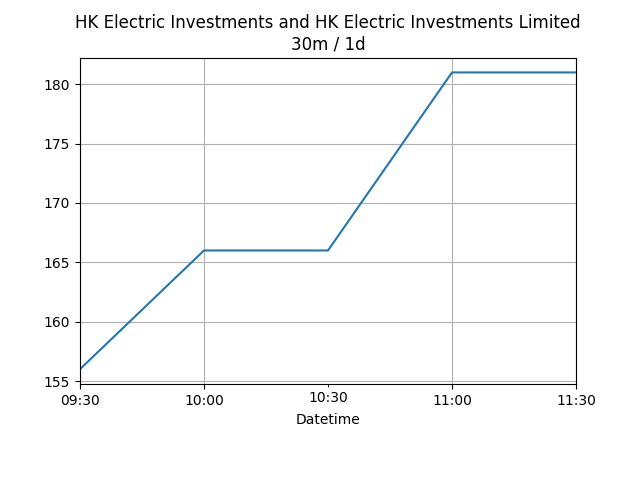 HK Electric Investments and HK Electric Investments Limited
30m / 1d
180
175
170
165
160
155
09:30 10:00 10:30 11:00 11:30
Datetime